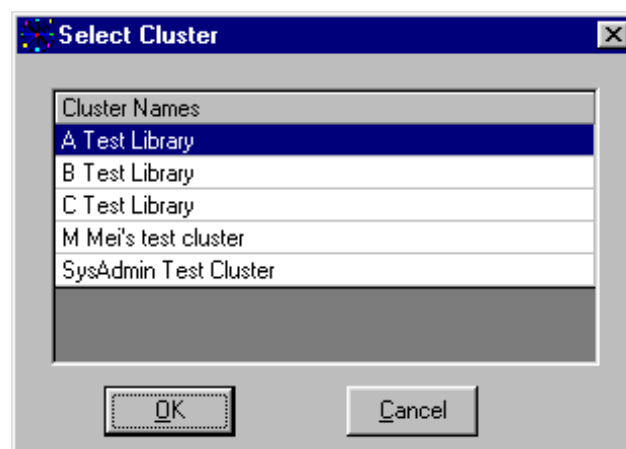 Select Cluster
Cluster Names
A Test Library
B Test Library
C Test Library
M Mei's test cluster
SysAdmin Test Cluster
OK Cancel